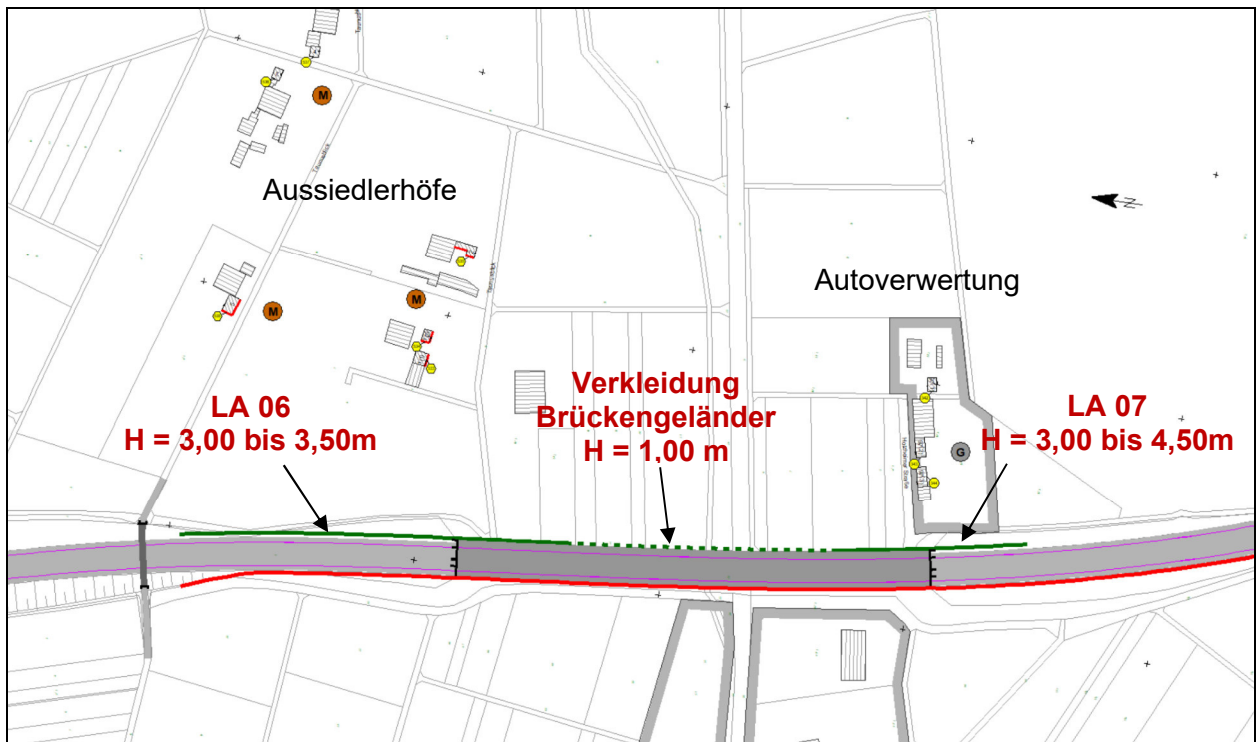 M
Aussiedlerhöfe
N
Autoverwertung
M
M
LA 06
H = 3,00 bis 3,50m
Verkleidung
Brückengeländer
H = 1,00 m
LA 07
H = 3,00 bis 4,50m
G